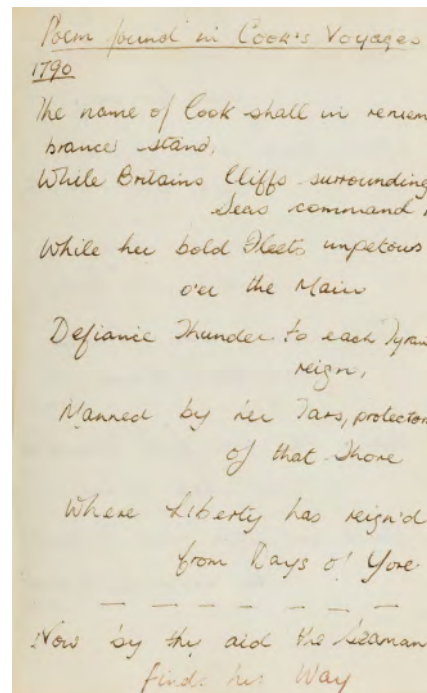 Poem found in Cook's Voyages
1790
The name of Cook shall in remem
brance stand,
While Britains Cliffs surrounding
Seas command
While her bold Fleets impetous
o'er the Main
Defiance Thunder to each Tyran
reign,
Manned by her Tars, protector
of that Shore
Where Liberty has reign'd
from Days o' Yore
Now by thy aid the Seaman
finds his Way